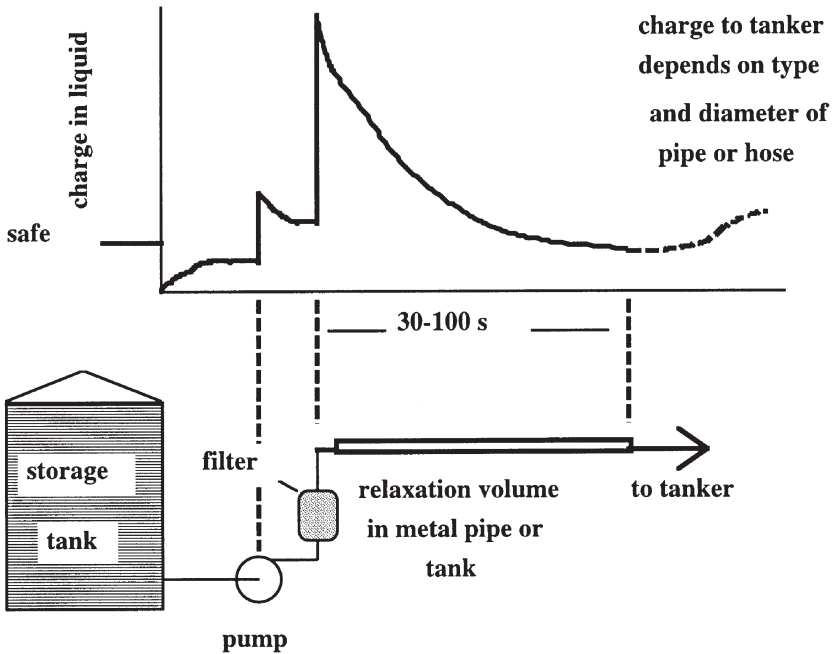 charge in liquid
charge to tanker
depends on type
and diameter of
pipe or hose
safe
30-100 s
storage
tank
filter
relaxation volume
in metal pipe or
tank
to tanker
pump